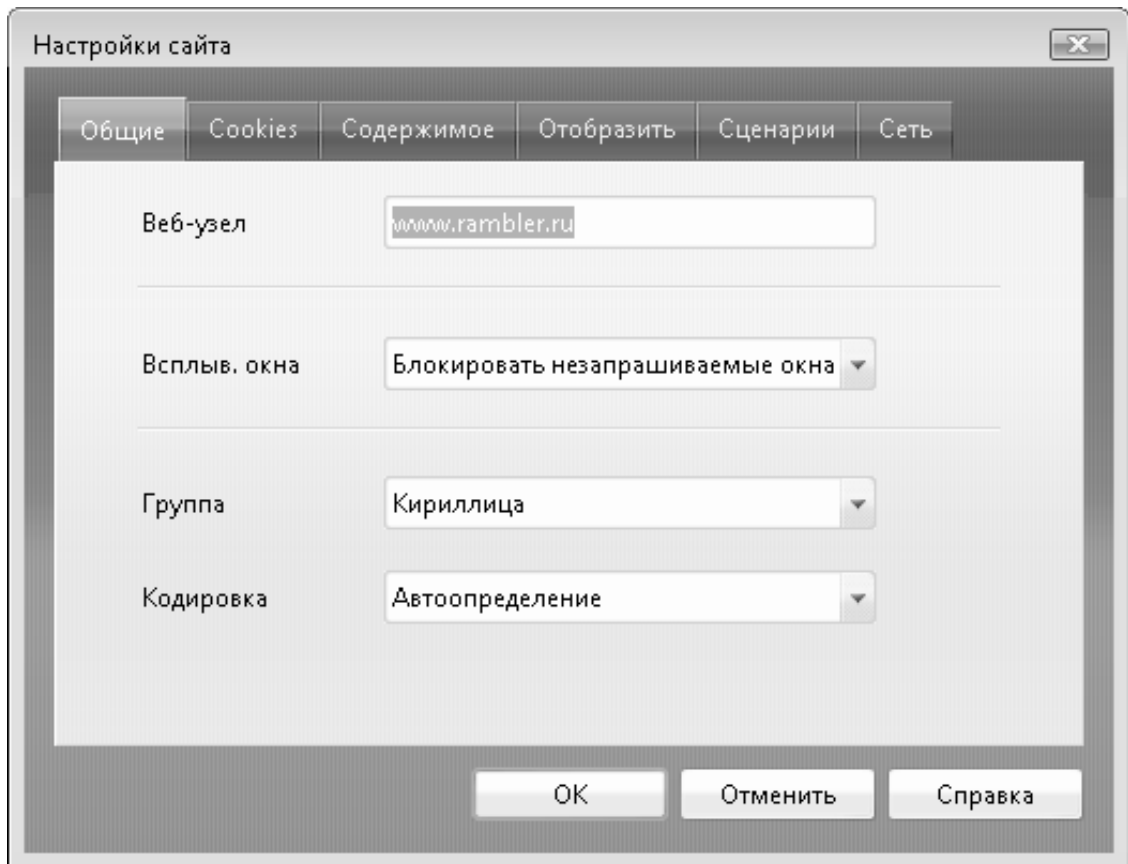 Настройки сайта
Общие Cookies Содержимое Отобразить Сценарии Сеть
Веб-узел www.rambler.ru
Всплыв. окна Блокировать незапрашиваемые окна
Группа Кириллица
Кодировка Автоопределение
OK Отменить Справка